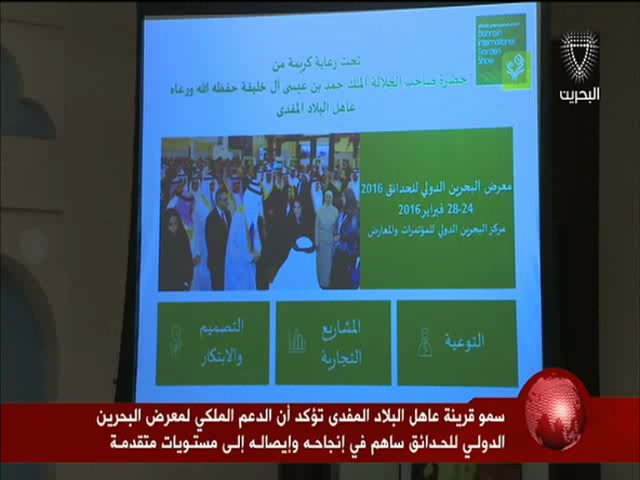 Bahrain
International
Garden
Show
البحرين
تحت رعاية كريمة من
حضرة صاحب الجلالة الملك حمد بن عيسى آل خليفة حفظه الله ورعاه
عاهل البلاد المفدى
معرض البحرين الدولي للحدائق 2016
24-28 فبراير 2016
مركز البحرين الدولي للمؤتمرات والمعارض
التوعية
المشاريع
التجارية
التصميم
والابتكار
سمو قرينة عاهل البلاد المفدى تؤكد أن الدعم الملكي لمعرض البحرين
الدولي للحدائق ساهم في إنجاحه وإيصاله إلى مستويات متقدمة